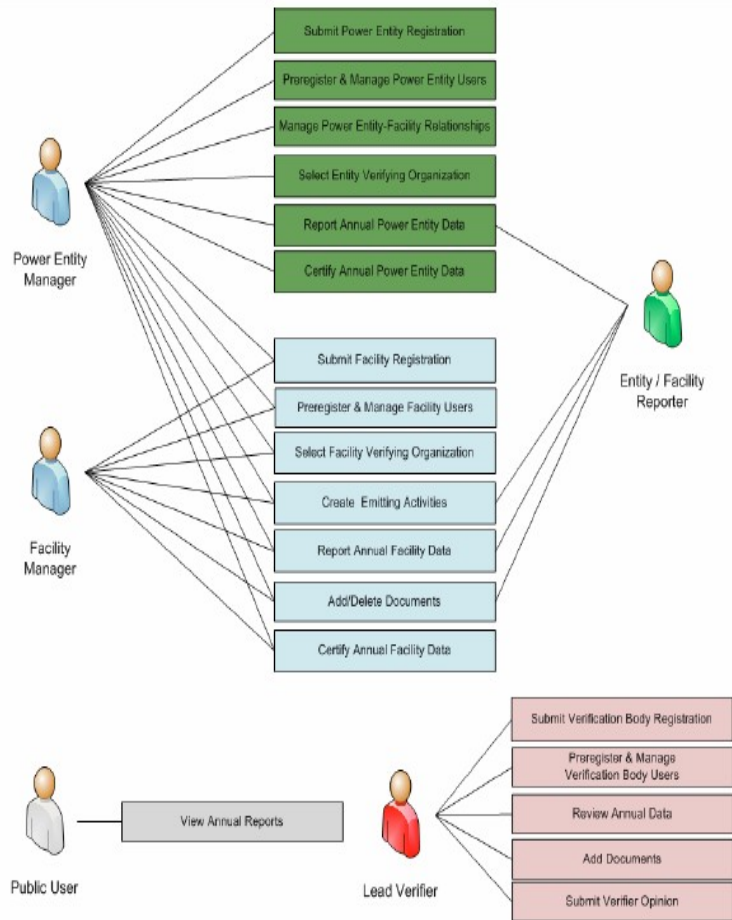 Submit Power Entity Registration
Preregister & Manage Power Entity Users
Manage Power Entity-Facility Relationships
Select Entity Verifying Organization
Report Annual Power Entity Data
Certify Annual Power Entity Data
Power Entity
Manager
Entity / Facility
Reporter
Submit Facility Registration
Preregister & Manage Facility Users
Select Facility Verifying Organization
Create Emitting Activities
Report Annual Facility Data
Add/Delete Documents
Certify Annual Facility Data
Facility
Manager
View Annual Reports
Public User
Lead Verifier
Submit Verification Body Registration
Preregister & Manage
Verification Body Users
Review Annual Data
Add Documents
Submit Verifier Opinion